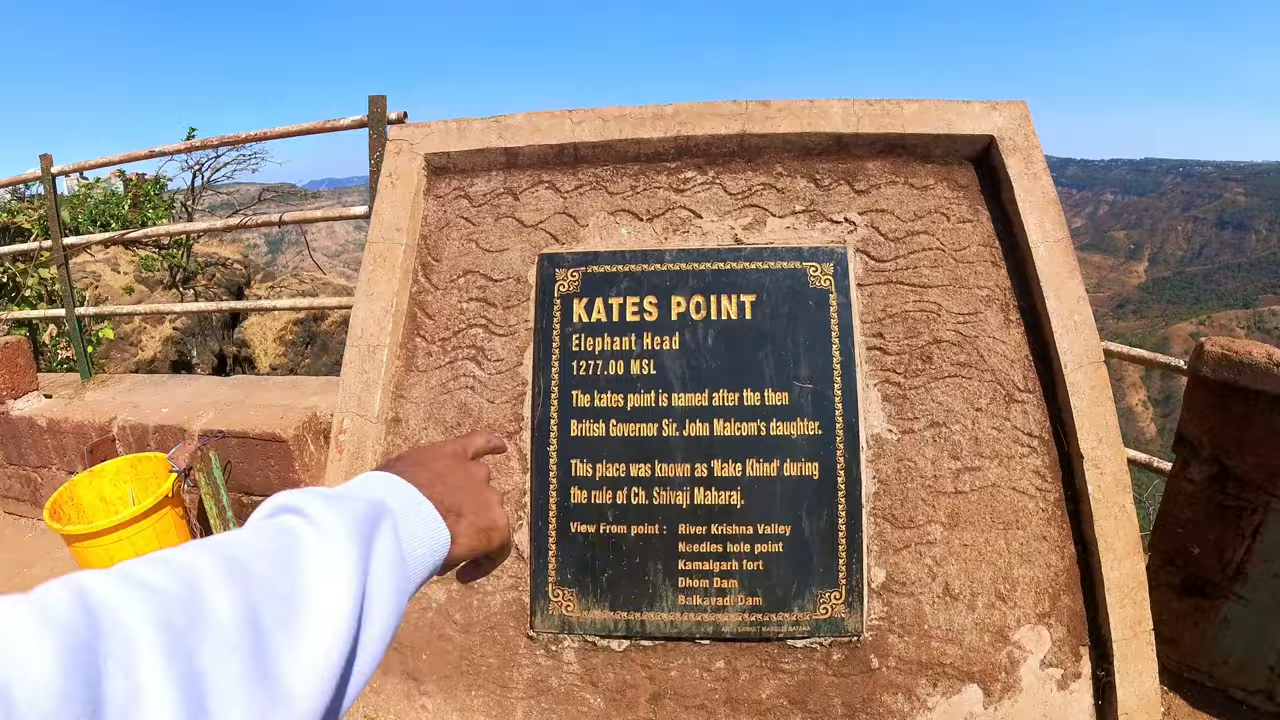 KATES POINT
Elephant Head
1277.00 MSL
The kates point is named after the then
British Governor Sir. John Malcom's daughter.
This place was known as 'Nake Khind' during
the rule of Ch. Shivaji Maharaj.
View From point : River Krishna Valley
Needles hole point
Kamalgarh fort
Dhom Dam
Balkavadi Dam
SATARA